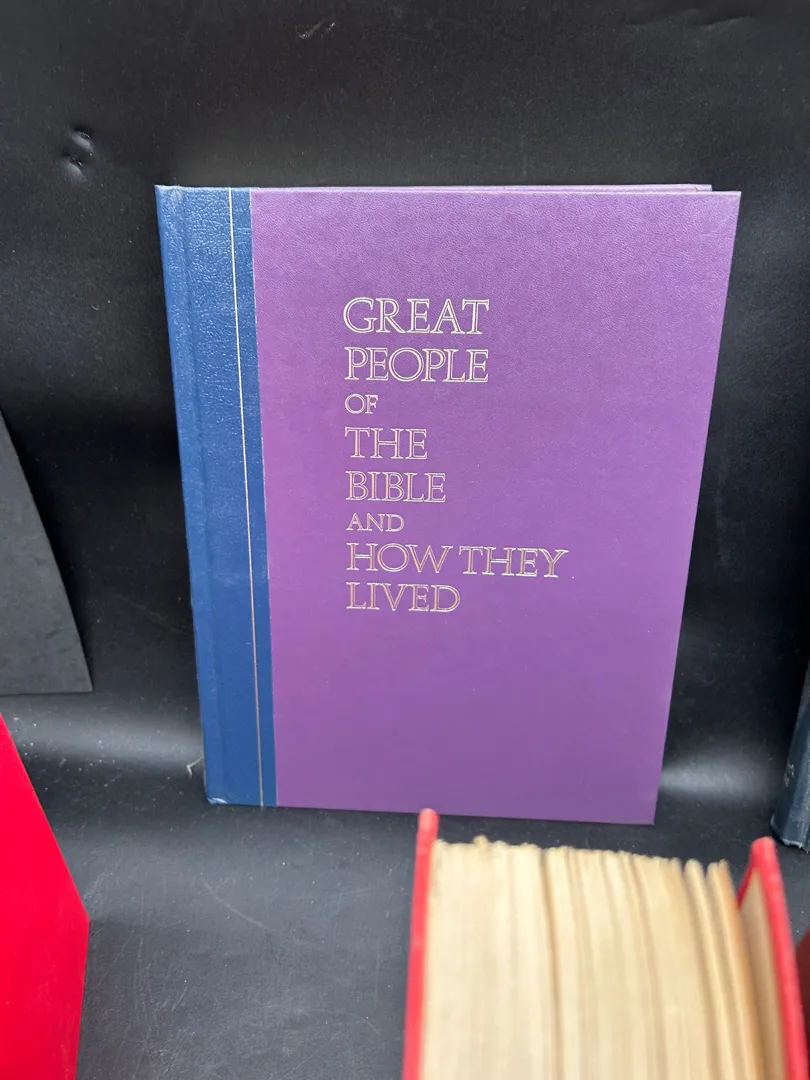 GREAT
PEOPLE
OF
THE
BIBLE
AND
HOW THEY
LIVED